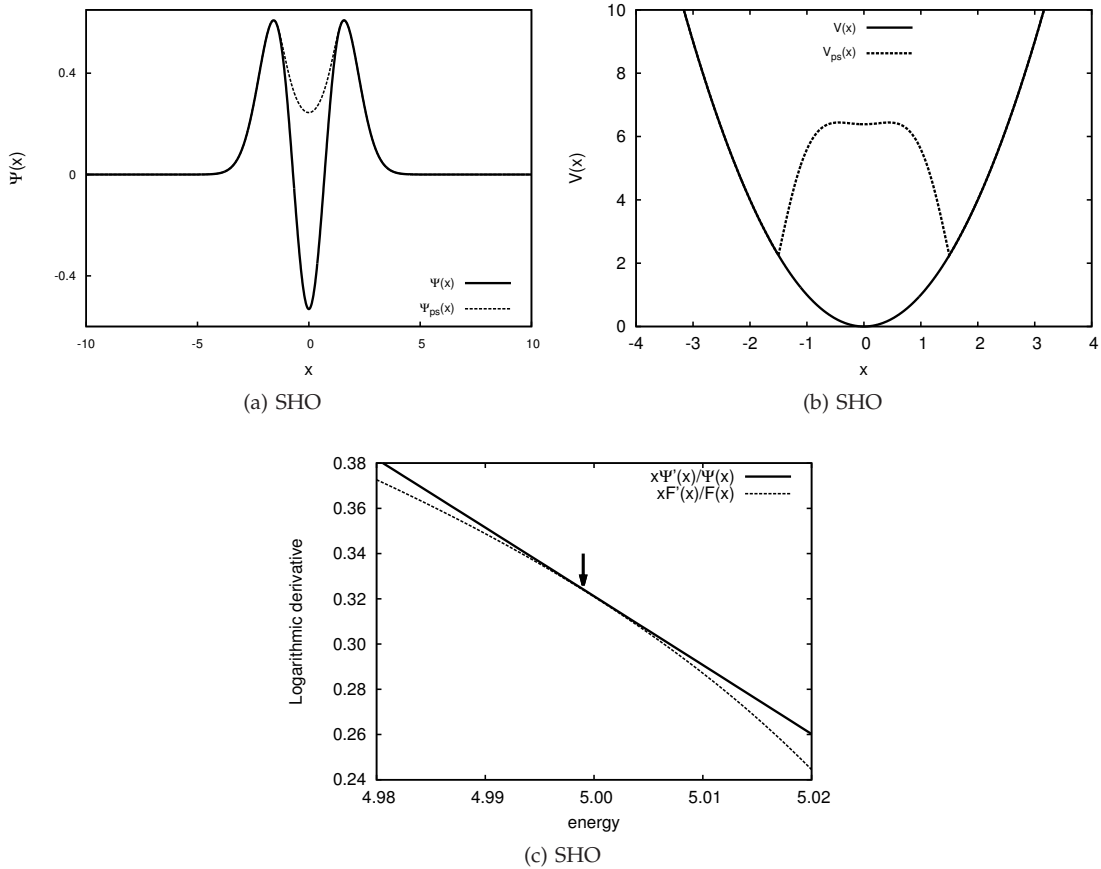 0.4
0
-0.4
Ψ(x)
Ψ(x)
Ψps(x)
-10
-5
0
5
10
x
(a) SHO
10
8
6
4
2
0
V(x)
V(x)
Vps(x)
-4
-3
-2
-1
0
1
2
3
4
x
(b) SHO
0.38
0.36
0.34
0.32
0.30
0.28
0.26
0.24
Logarithmic derivative
xΨ'(x)/Ψ(x)
xF'(x)/F(x)
4.98
4.99
5.00
5.01
5.02
energy
(c) SHO